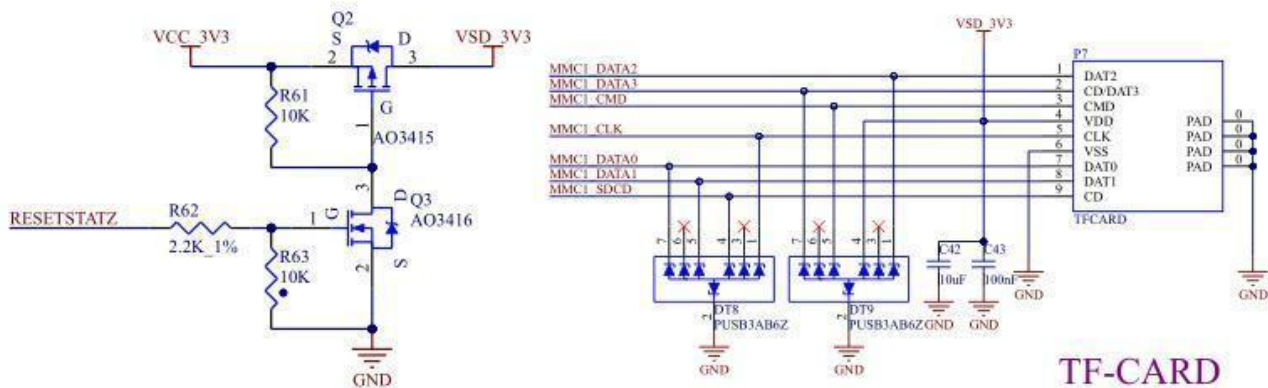 Q2
VCC_3V3
S
D
VSD_3V3
2
3
R61
10K
G
1
AO3415
3
D
Q3
AO3416
RESETSTATZ
R62
1
G
2.2K_1%
R63
10K
2
S
GND
VSD_3V3
P7
MMC1_DATA2
1
DAT2
MMC1_DATA3
2
CD/DAT3
MMC1_CMD
3
CMD
4
VDD
PAD
0
MMC1_CLK
5
CLK
PAD
0
6
VSS
PAD
0
MMC1_DATA0
7
DAT0
PAD
0
MMC1_DATA1
8
DAT1
MMC1_SDCD
9
CD
TFCARD
7
6
5
4
3
1
7
6
5
4
3
1
C42
10uF
C43
100nF
GND
GND
GND
GND
2
DT8
PUSB3AB6Z
GND
2
DT9
PUSB3AB6Z
GND
TF-CARD